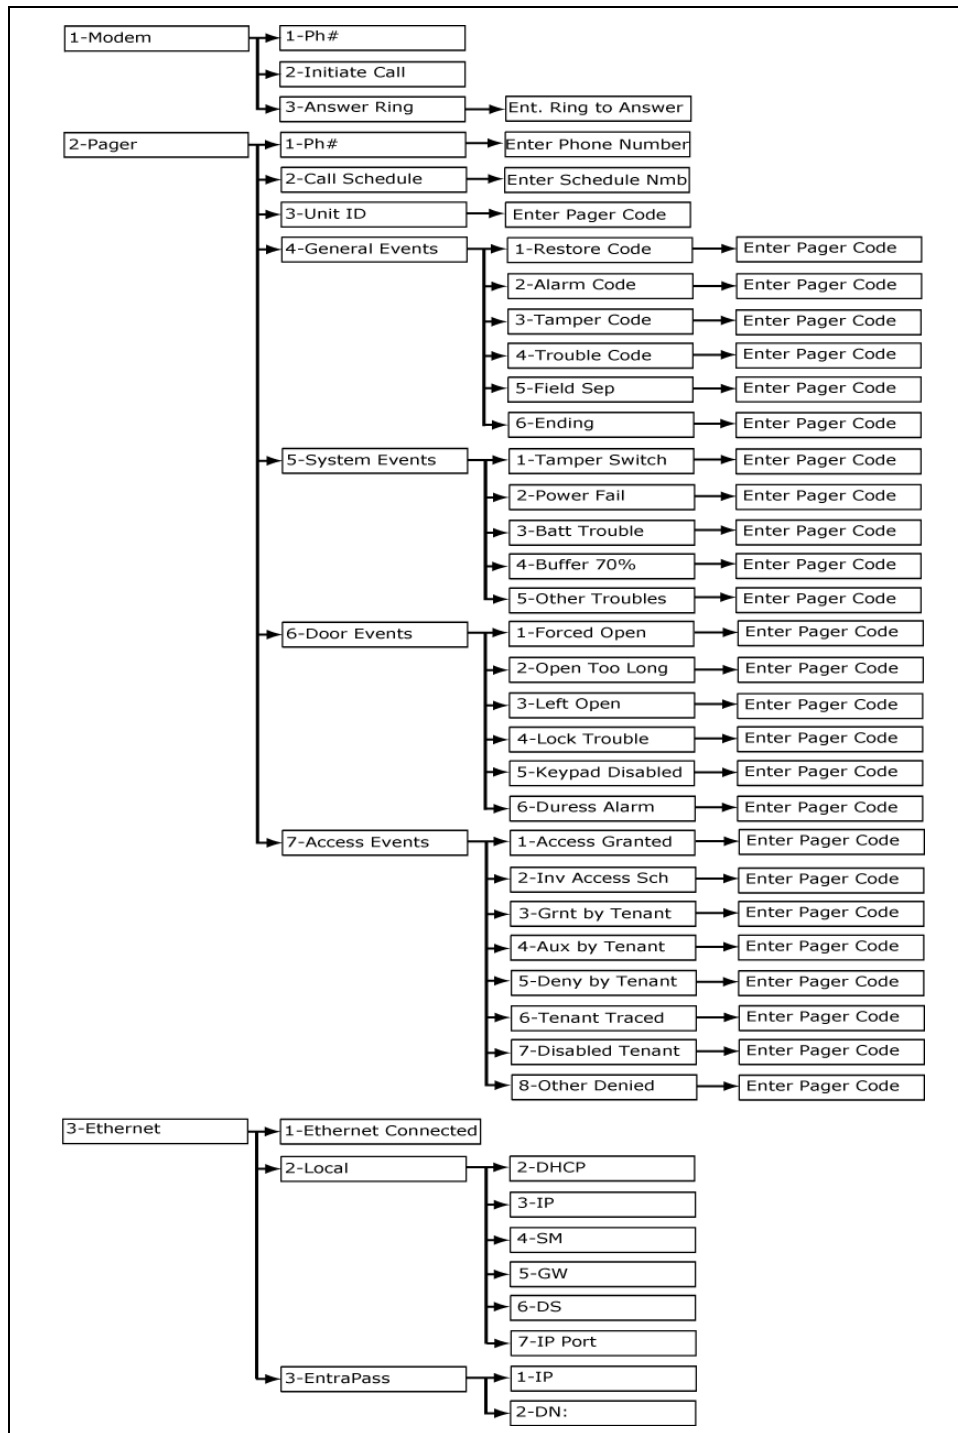 1-Modem
1-Ph#
2-Initiate Call
3-Answer Ring
Ent. Ring to Answer
2-Pager
1-Ph#
Enter Phone Number
2-Call Schedule
Enter Schedule Nmb
3-Unit ID
Enter Pager Code
4-General Events
1-Restore Code
Enter Pager Code
2-Alarm Code
Enter Pager Code
3-Tamper Code
Enter Pager Code
4-Trouble Code
Enter Pager Code
5-Field Sep
Enter Pager Code
6-Ending
Enter Pager Code
5-System Events
1-Tamper Switch
Enter Pager Code
2-Power Fail
Enter Pager Code
3-Batt Trouble
Enter Pager Code
4-Buffer 70%
Enter Pager Code
5-Other Troubles
Enter Pager Code
6-Door Events
1-Forced Open
Enter Pager Code
2-Open Too Long
Enter Pager Code
3-Left Open
Enter Pager Code
4-Lock Trouble
Enter Pager Code
5-Keypad Disabled
Enter Pager Code
6-Duress Alarm
Enter Pager Code
7-Access Events
1-Access Granted
Enter Pager Code
2-Inv Access Sch
Enter Pager Code
3-Grnt by Tenant
Enter Pager Code
4-Aux by Tenant
Enter Pager Code
5-Deny by Tenant
Enter Pager Code
6-Tenant Traced
Enter Pager Code
7-Disabled Tenant
Enter Pager Code
8-Other Denied
Enter Pager Code
3-Ethernet
1-Ethernet Connected
2-Local
2-DHCP
3-IP
4-SM
5-GW
6-DS
7-IP Port
3-EntraPass
1-IP
2-DN: